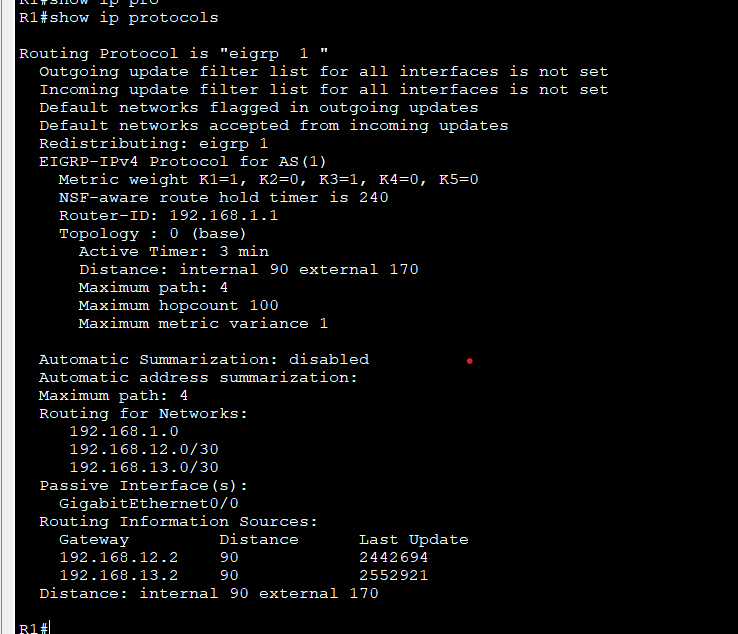 R1#show ip pro
R1#show ip protocols
Routing Protocol is "eigrp  1 "
  Outgoing update filter list for all interfaces is not set
  Incoming update filter list for all interfaces is not set
  Default networks flagged in outgoing updates
  Default networks accepted from incoming updates
  Redistributing: eigrp 1
  EIGRP-IPv4 Protocol for AS(1)
    Metric weight K1=1, K2=0, K3=1, K4=0, K5=0
    NSF-aware route hold timer is 240
    Router-ID: 192.168.1.1
    Topology : 0 (base)
      Active Timer: 3 min
      Distance: internal 90 external 170
      Maximum path: 4
      Maximum hopcount 100
      Maximum metric variance 1
  Automatic Summarization: disabled
  Automatic address summarization:
  Maximum path: 4
  Routing for Networks:
     192.168.1.0
     192.168.12.0/30
     192.168.13.0/30
  Passive Interface(s):
    GigabitEthernet0/0
  Routing Information Sources:
    Gateway         Distance      Last Update
    192.168.12.2    90            2442694
    192.168.13.2    90            2552921
  Distance: internal 90 external 170
R1#